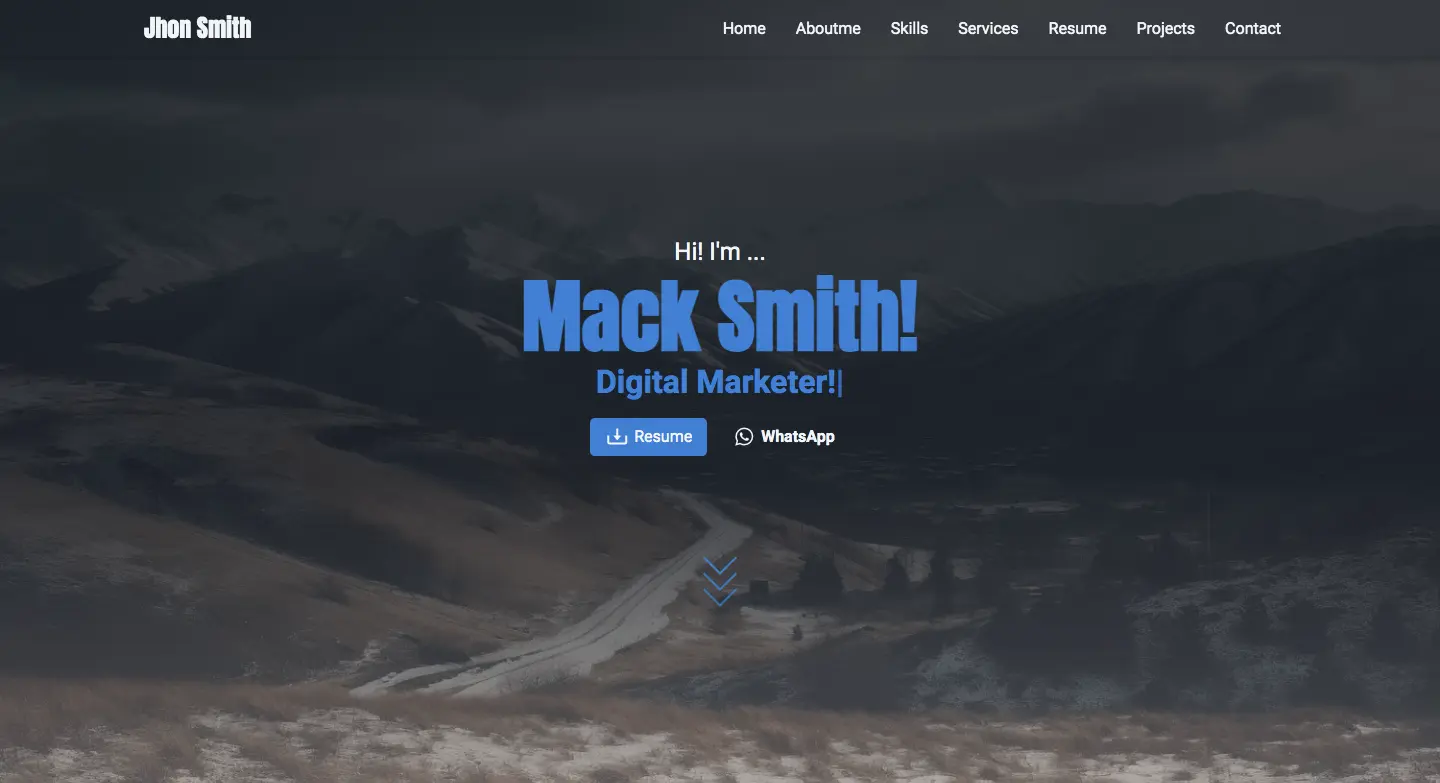 Jhon Smith
Home Aboutme Skills Services Resume Projects Contact
Hi! I'm ...
Mack Smith!
Digital Marketer!|
Resume WhatsApp